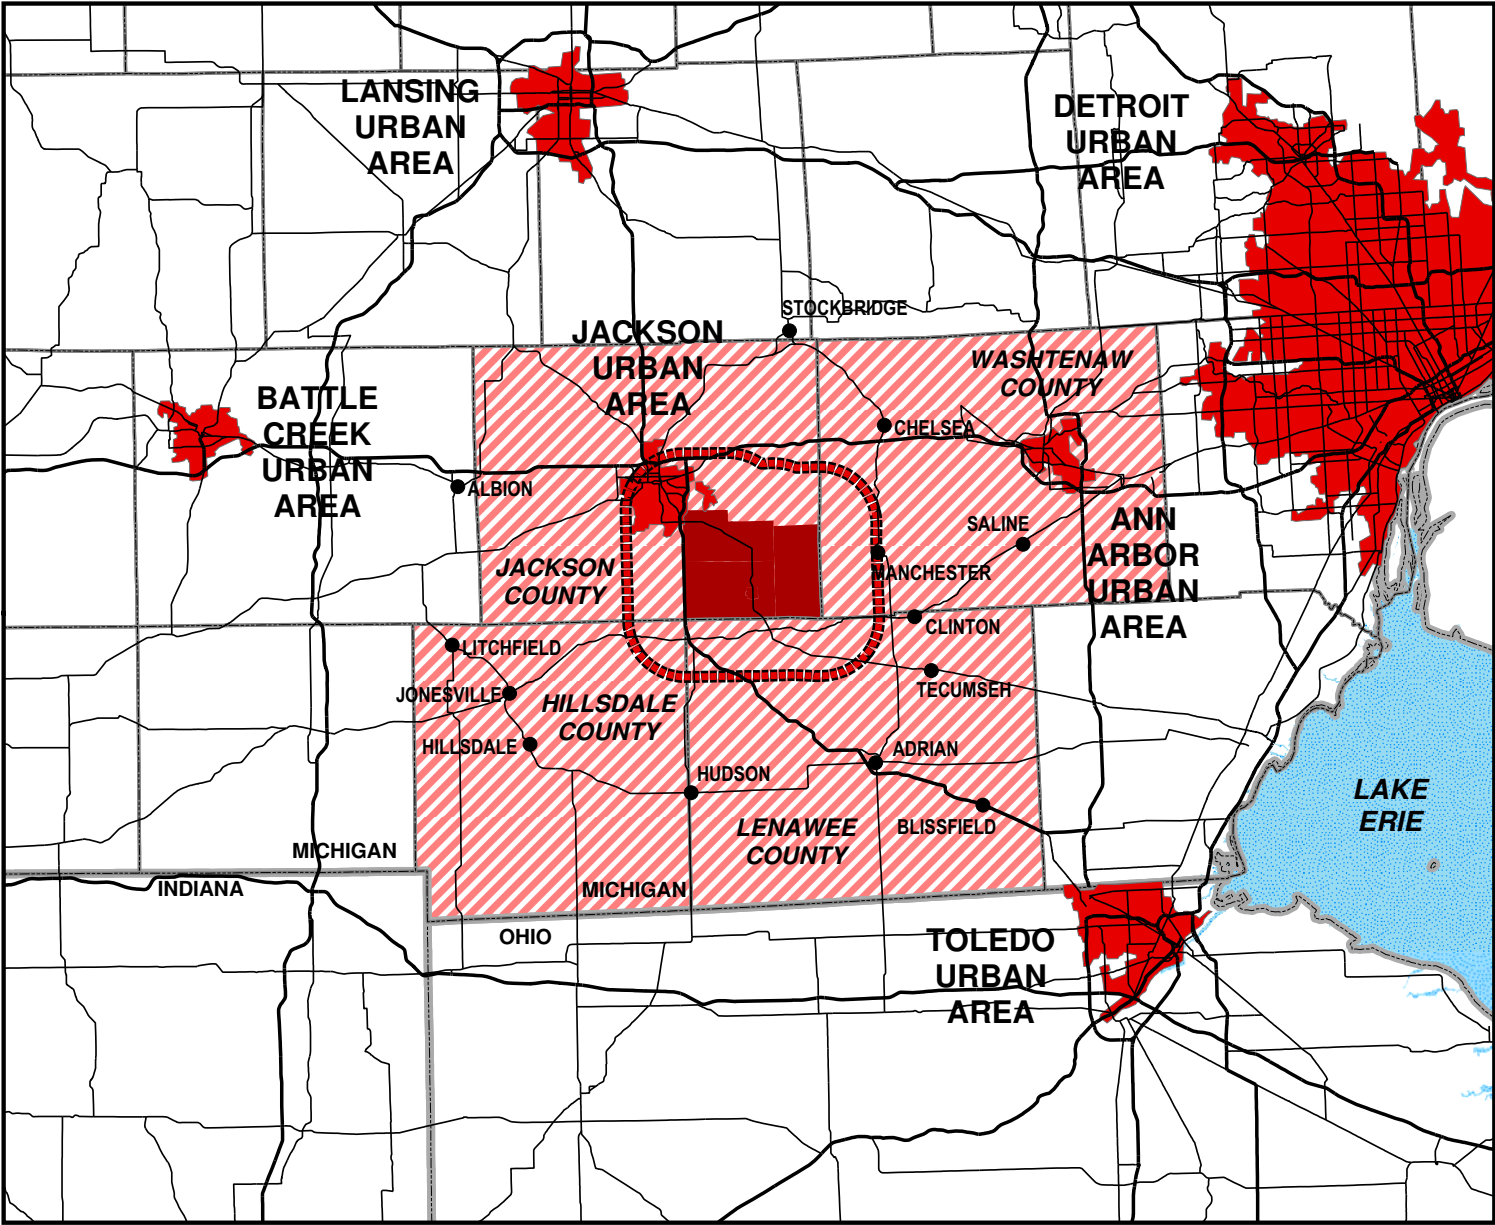 LANSING
URBAN
AREA
DETROIT
URBAN
AREA
STOCKBRIDGE
JACKSON
URBAN
AREA
WASHTENAW
COUNTY
BATTLE
CREEK
URBAN
AREA
CHELSEA
ALBION
SALINE
ANN
ARBOR
URBAN
AREA
JACKSON
COUNTY
MANCHESTER
CLINTON
LITCHFIELD
TECUMSEH
JONESVILLE
HILLSDALE
COUNTY
HILLSDALE
ADRIAN
HUDSON
LAKE
ERIE
BLISSFIELD
LENAWEE
COUNTY
MICHIGAN
INDIANA
MICHIGAN
OHIO
TOLEDO
URBAN
AREA